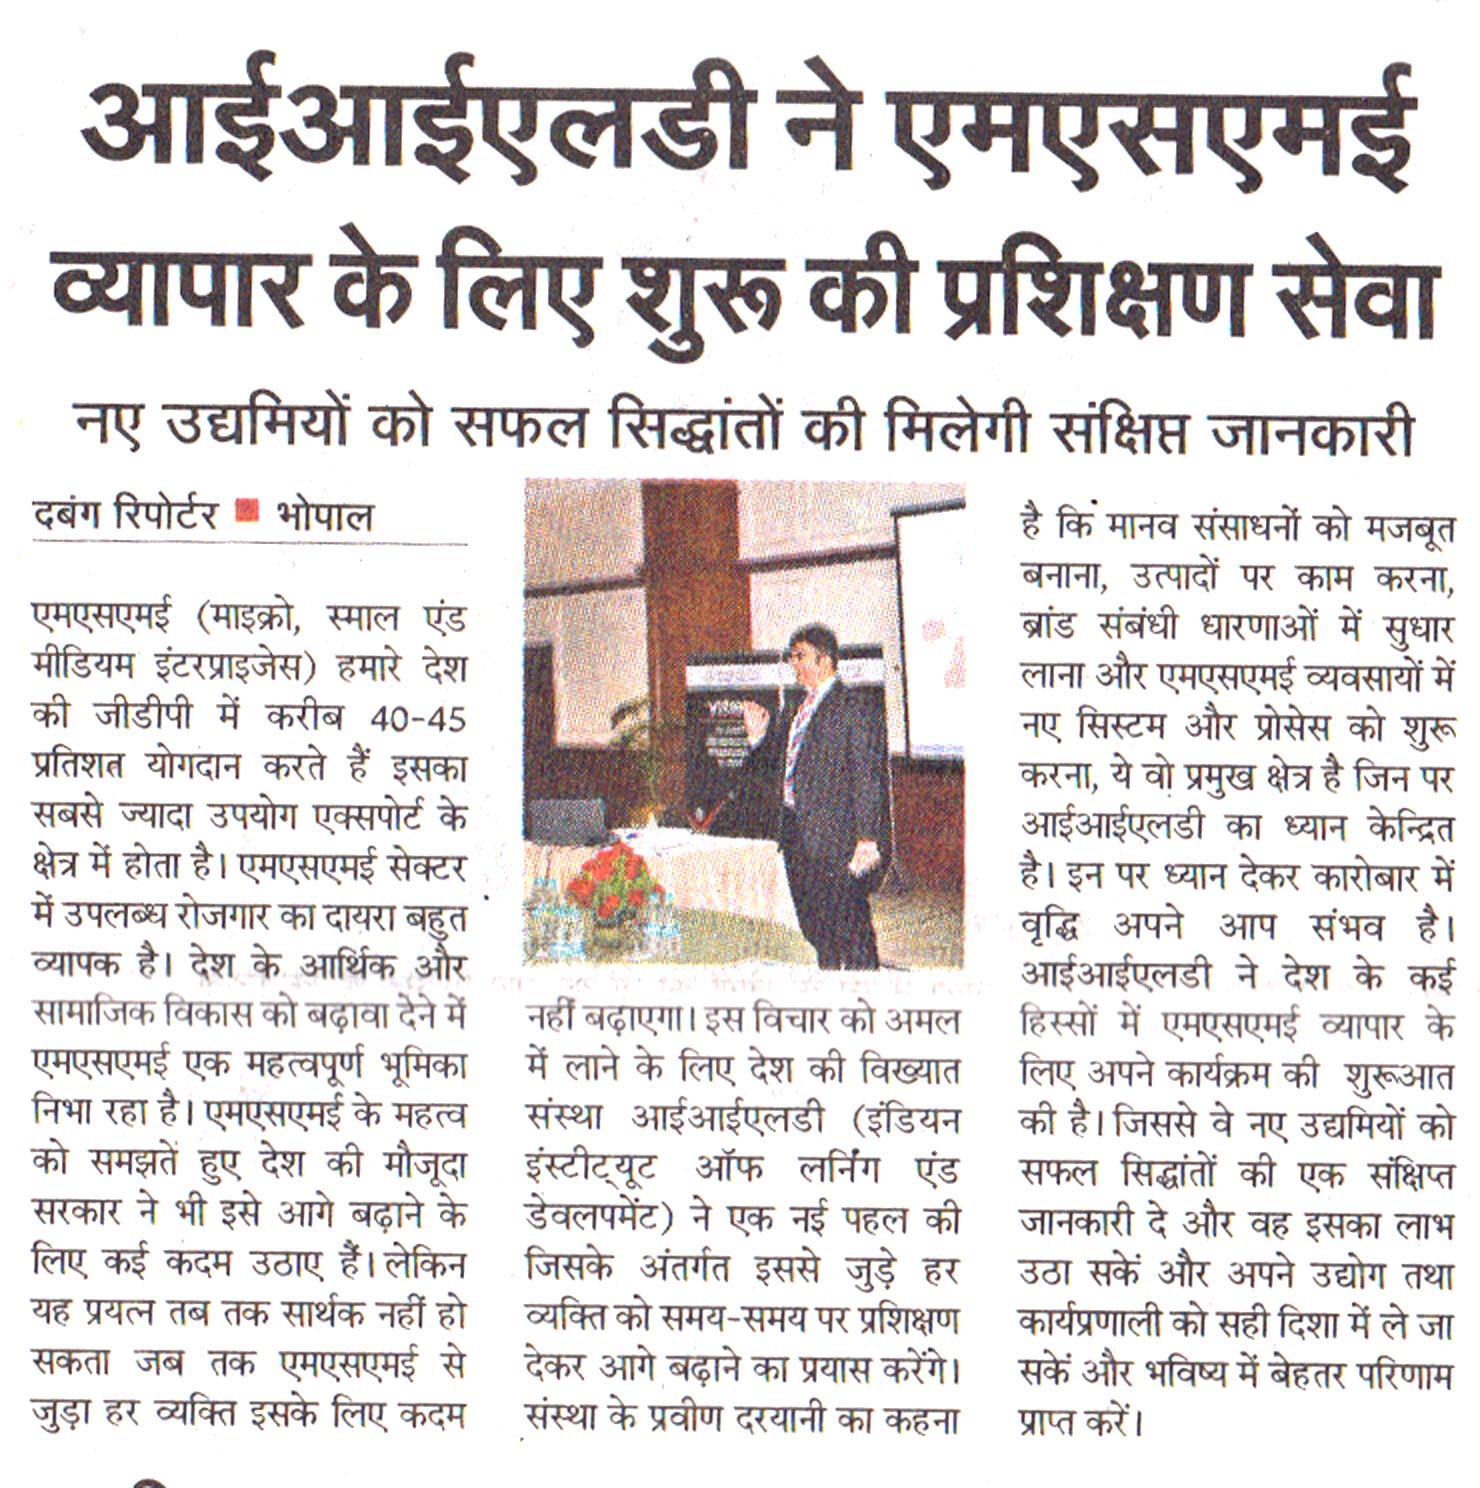 आईआईएलडी ने एमएसएमई
व्यापार के लिए शुरू की प्रशिक्षण सेवा
नए उद्यमियों को सफल सिद्धांतों की मिलेगी संक्षिप्त जानकारी
दबंग रिपोर्टर ■ भोपाल
एमएसएमई (माइक्रो, स्माल एंड
मीडियम इंटरप्राइजेस) हमारे देश
की जीडीपी में करीब 40-45
प्रतिशत योगदान करते हैं इसका
सबसे ज्यादा उपयोग एक्सपोर्ट के
क्षेत्र में होता है। एमएसएमई सेक्टर
में उपलब्ध रोजगार का दायरा बहुत
व्यापक है। देश के आर्थिक और
सामाजिक विकास को बढ़ावा देने में
एमएसएमई एक महत्वपूर्ण भूमिका
निभा रहा है। एमएसएमई के महत्व
को समझते हुए देश की मौजूदा
सरकार ने भी इसे आगे बढ़ाने के
लिए कई कदम उठाए हैं। लेकिन
यह प्रयत्न तब तक सार्थक नहीं हो
सकता जब तक एमएसएमई से
जुड़ा हर व्यक्ति इसके लिए कदम
नहीं बढ़ाएगा। इस विचार को अमल
में लाने के लिए देश की विख्यात
संस्था आईआईएलडी (इंडियन
इंस्टीट्यूट ऑफ लर्निंग एंड
डेवलपमेंट) ने एक नई पहल की
जिसके अंतर्गत इससे जुड़े हर
व्यक्ति को समय-समय पर प्रशिक्षण
देकर आगे बढ़ाने का प्रयास करेंगे।
संस्था के प्रवीण दरयानी का कहना
है कि मानव संसाधनों को मजबूत
बनाना, उत्पादों पर काम करना,
ब्रांड संबंधी धारणाओं में सुधार
लाना और एमएसएमई व्यवसायों में
नए सिस्टम और प्रोसेस को शुरू
करना, ये वो प्रमुख क्षेत्र है जिन पर
आईआईएलडी का ध्यान केन्द्रित
है। इन पर ध्यान देकर कारोबार में
वृद्धि अपने आप संभव है।
आईआईएलडी ने देश के कई
हिस्सों में एमएसएमई व्यापार के
लिए अपने कार्यक्रम की शुरूआत
की है। जिससे वे नए उद्यमियों को
सफल सिद्धांतों की एक संक्षिप्त
जानकारी दे और वह इसका लाभ
उठा सकें और अपने उद्योग तथा
कार्यप्रणाली को सही दिशा में ले जा
सकें और भविष्य में बेहतर परिणाम
प्राप्त करें।